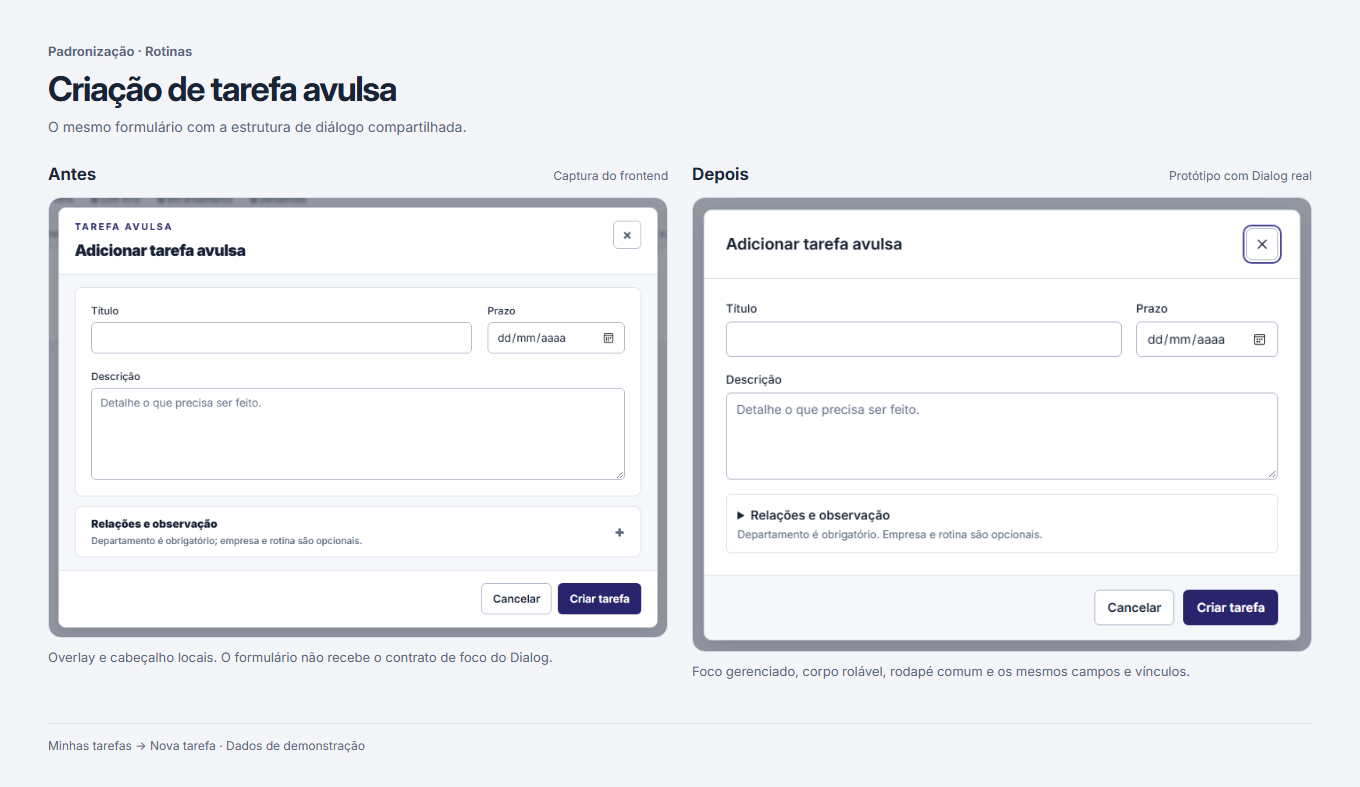 Padronização · Rotinas
Criação de tarefa avulsa
O mesmo formulário com a estrutura de diálogo compartilhada.
Antes
Captura do frontend
TAREFA AVULSA
Adicionar tarefa avulsa
Título
Prazo
dd/mm/aaaa
Descrição
Detalhe o que precisa ser feito.
Relações e observação
Departamento é obrigatório; empresa e rotina são opcionais.
Cancelar
Criar tarefa
Overlay e cabeçalho locais. O formulário não recebe o contrato de foco do Dialog.
Depois
Protótipo com Dialog real
Adicionar tarefa avulsa
Título
Prazo
dd/mm/aaaa
Descrição
Detalhe o que precisa ser feito.
Relações e observação
Departamento é obrigatório. Empresa e rotina são opcionais.
Cancelar
Criar tarefa
Foco gerenciado, corpo rolável, rodapé comum e os mesmos campos e vínculos.
Minhas tarefas → Nova tarefa · Dados de demonstração